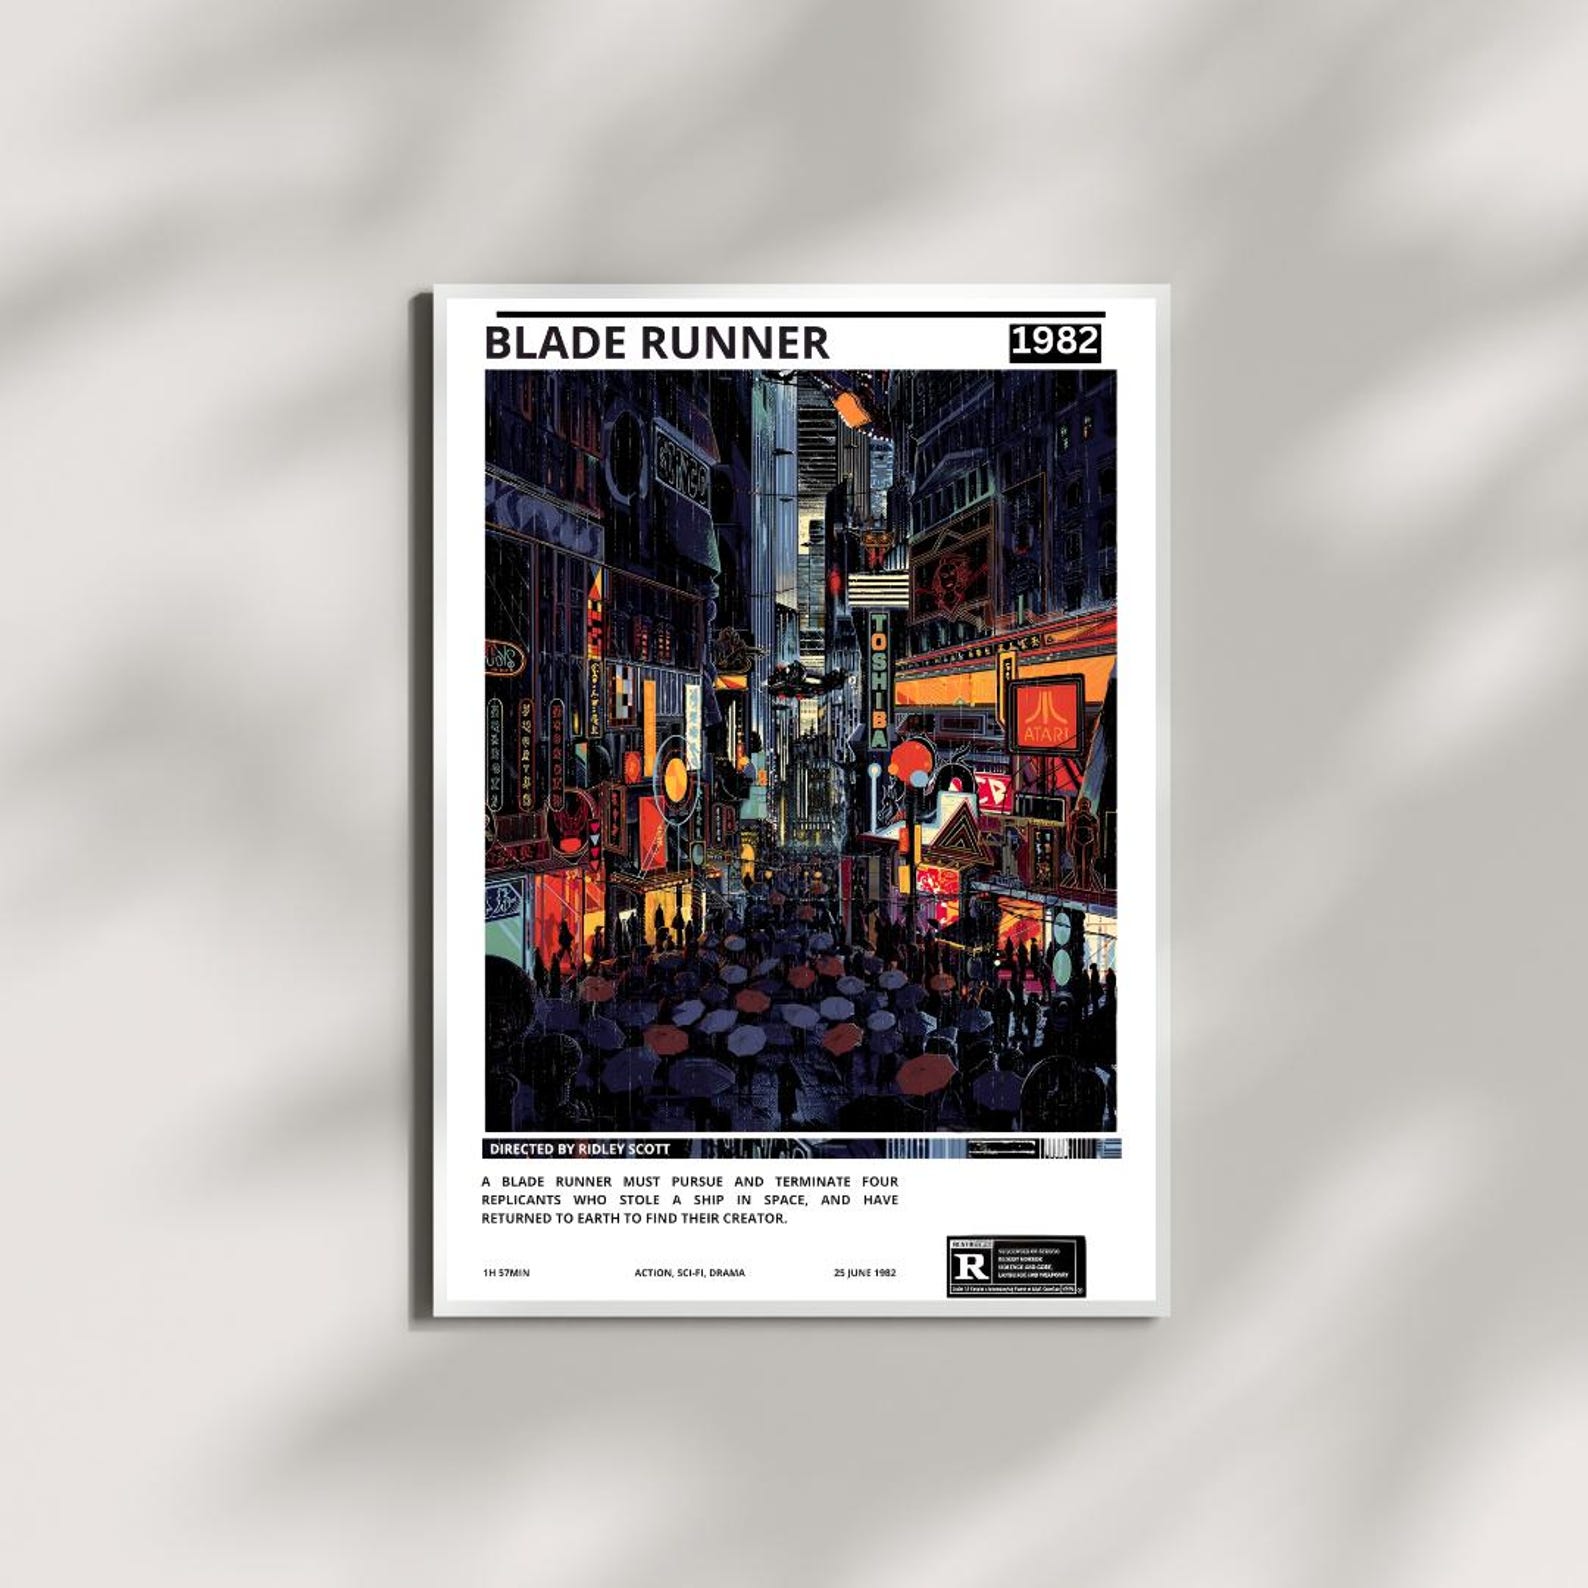 BLADE RUNNER
1982
TOSHIBA
ATARI
DIRECTED BY RIDLEY SCOTT
A BLADE RUNNER MUST PURSUE AND TERMINATE FOUR
REPLICANTS WHO STOLE A SHIP IN SPACE, AND HAVE
RETURNED TO EARTH TO FIND THEIR CREATOR.
1H 57MIN
ACTION, SCI-FI, DRAMA
25 JUNE 1982
R